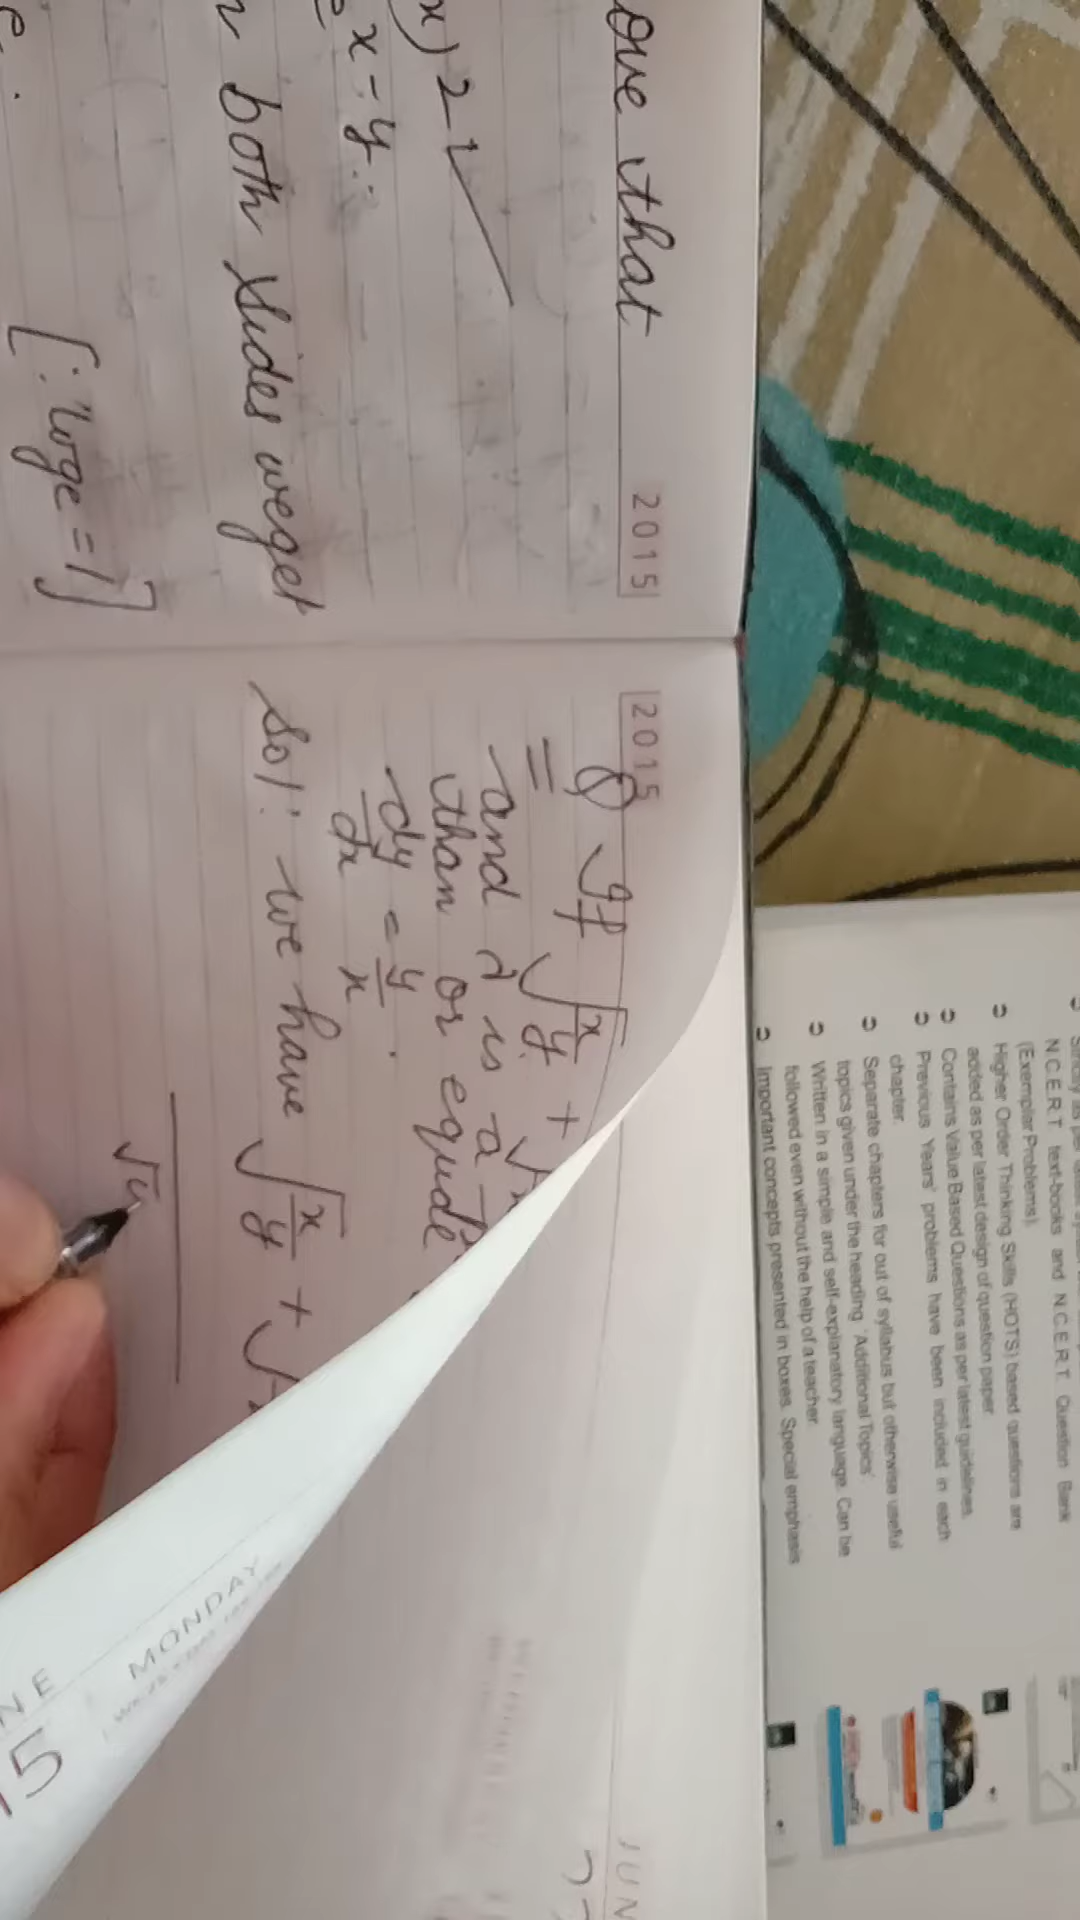 ove that
2015
x) 2
x - y
n both sides we get
[∵ loge = 1]
2015
Q If √x/y + √
and λ is a
than or equale
dy/dx = y/x.
Sol: we have √x/y + √
√y
MONDAY
NE
15
JUN
N.C.E.R.T. text-books and N.C.E.R.T. Question Bank
(Exemplar Problems).
➲ Higher Order Thinking Skills (HOTS) based questions are
added as per latest design of question paper.
➲ Contains Value Based Questions as per latest guidelines.
➲ Previous Years' problems have been included in each
chapter.
➲ Separate chapters for out of syllabus but otherwise useful
topics given under the heading 'Additional Topics'.
➲ Written in a simple and self-explanatory language. Can be
followed even without the help of a teacher.
➲ Important concepts presented in boxes. Special emphasis